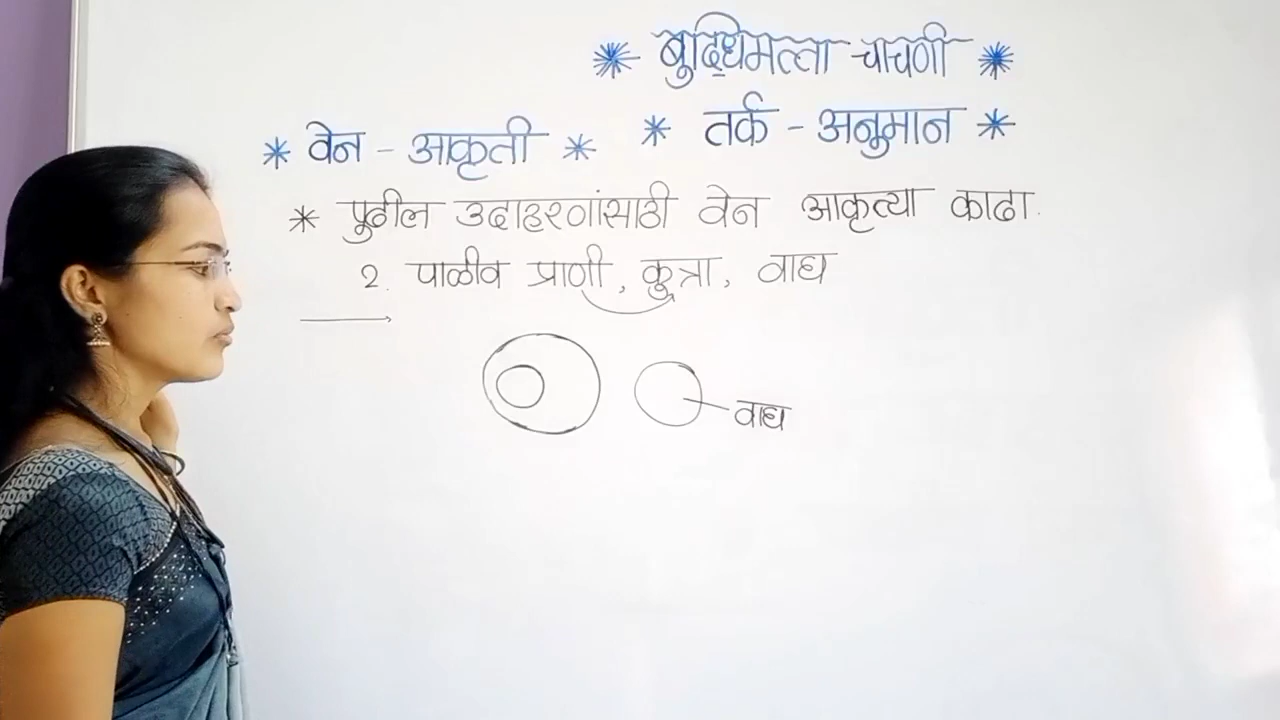 * बुद्धिमत्ता चाचणी *
* तर्क - अनुमान *
* वेन - आकृती *
* पुढील उदाहरणांसाठी वेन आकृत्या काढा.
2. पाळीव प्राणी, कुत्रा, वाघ
वाघ